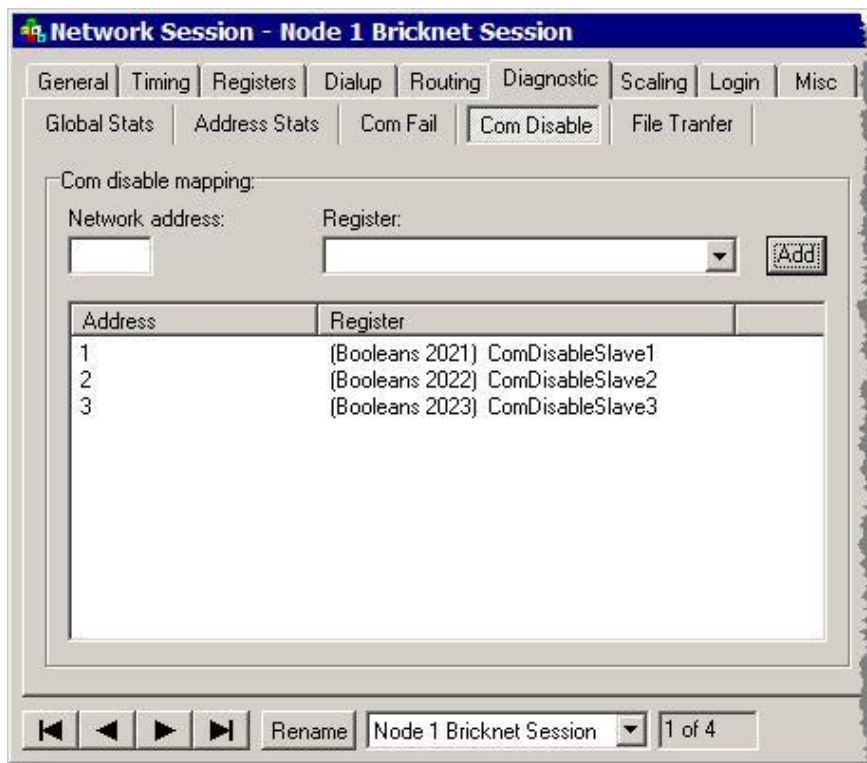 Network Session - Node 1 Bricknet Session
General Timing Registers Dialup Routing Diagnostic Scaling Login Misc
Global Stats Address Stats Com Fail Com Disable File Tranfer
Com disable mapping:
Network address: Register:
Add
Address Register
1 (Booleans 2021) ComDisableSlave1
2 (Booleans 2022) ComDisableSlave2
3 (Booleans 2023) ComDisableSlave3
Rename Node 1 Bricknet Session 1 of 4